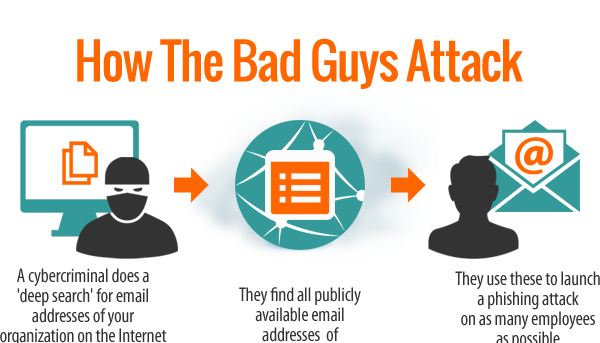 How The Bad Guys Attack
@
A cybercriminal does a
'deep search' for email
addresses of your
organization on the Internet
They find all publicly
available email
addresses of
They use these to launch
a phishing attack
on as many employees
as possible